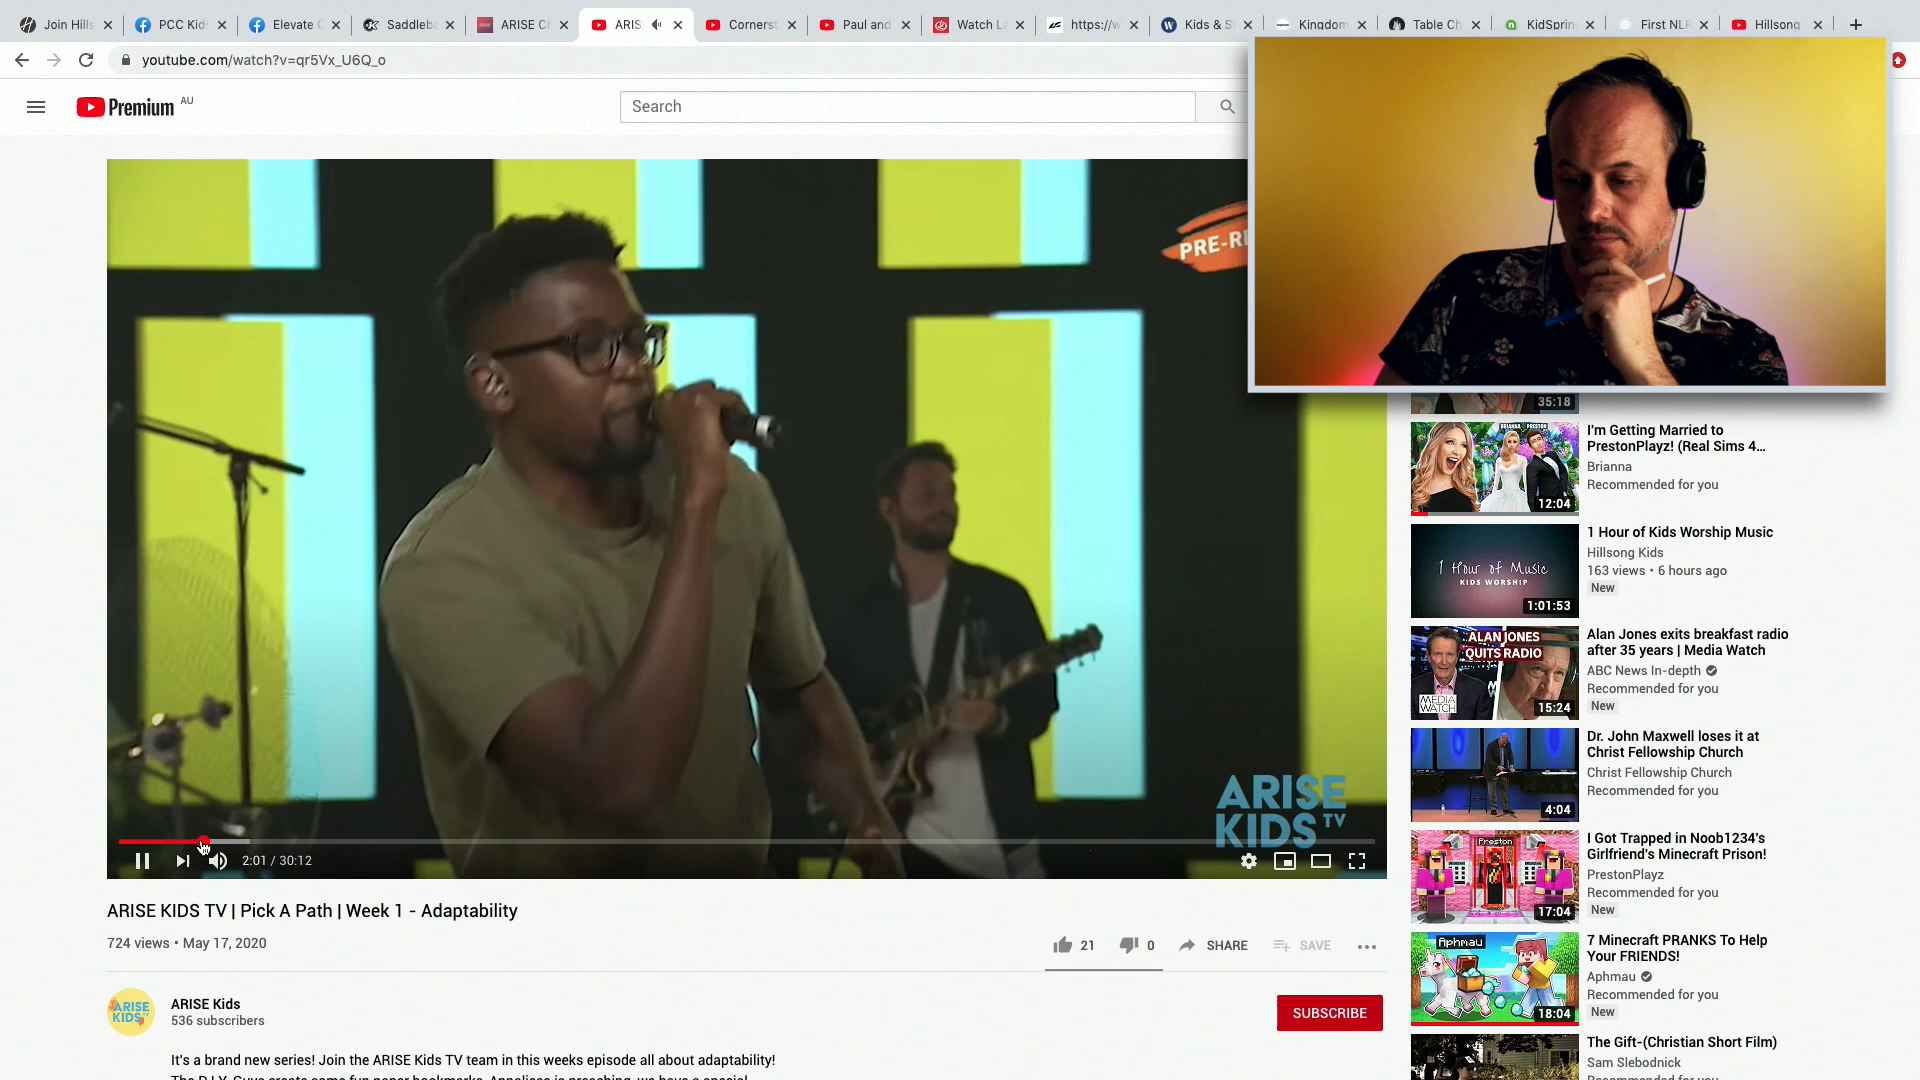 Join Hills
PCC Kid
Elevate C
Saddleba
ARISE Ch
ARIS
Cornerst
Paul and
Watch La
https://w
Kids & St
Kingdom
Table Ch
KidSprin
First NLR
Hillsong
youtube.com/watch?v=qr5Vx_U6Q_o
Premium AU
Search
PRE-RE
ARISE
KIDS TV
2:01 / 30:12
ARISE KIDS TV | Pick A Path | Week 1 - Adaptability
724 views • May 17, 2020
21
0
SHARE
SAVE
ARISE
KIDS
ARISE Kids
536 subscribers
SUBSCRIBE
It's a brand new series! Join the ARISE Kids TV team in this weeks episode all about adaptability!
35:18
BRIANNA PRESTON
12:04
I'm Getting Married to
PrestonPlayz! (Real Sims 4...
Brianna
Recommended for you
1 Hour of Music
KIDS WORSHIP
1:01:53
1 Hour of Kids Worship Music
Hillsong Kids
163 views • 6 hours ago
New
ALAN JONES
QUITS RADIO
MEDIA
WATCH
15:24
Alan Jones exits breakfast radio
after 35 years | Media Watch
ABC News In-depth
Recommended for you
New
4:04
Dr. John Maxwell loses it at
Christ Fellowship Church
Christ Fellowship Church
Recommended for you
Preston
17:04
I Got Trapped in Noob1234's
Girlfriend's Minecraft Prison!
PrestonPlayz
Recommended for you
New
Aphmau
18:04
7 Minecraft PRANKS To Help
Your FRIENDS!
Aphmau
Recommended for you
New
The Gift-(Christian Short Film)
Sam Slebodnick